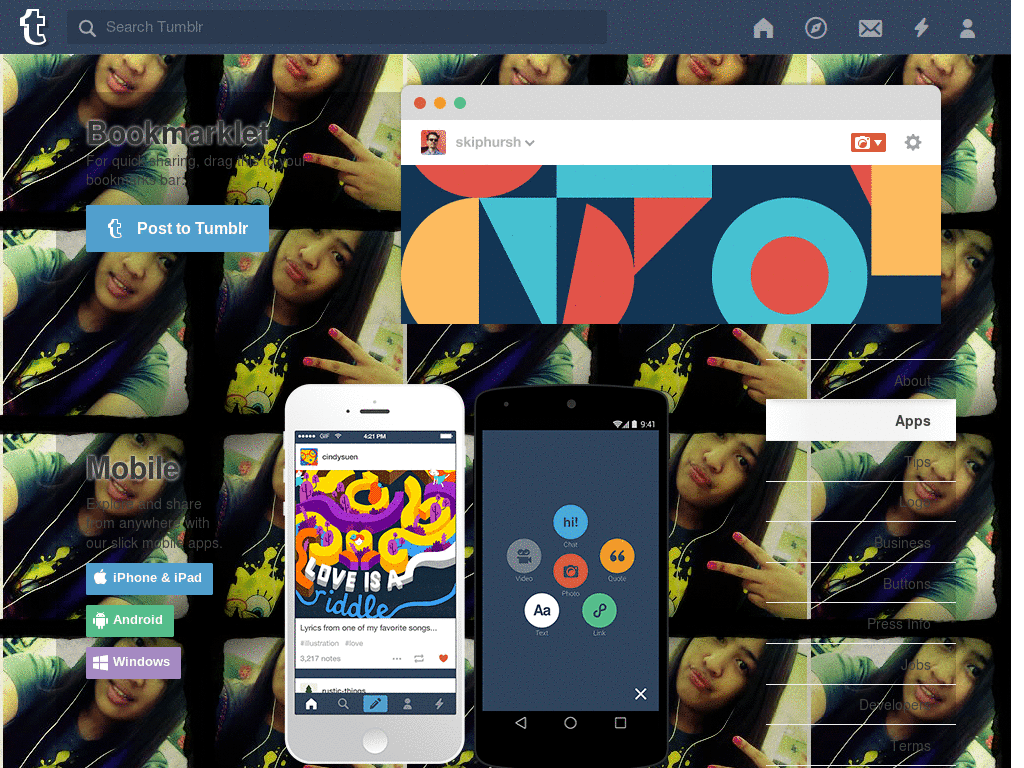 t
Search Tumblr
skiphursh
Bookmarklet
For quick sharing, drag this to your
bookmarks bar:
t Post to Tumblr
About
Apps
Tips
Logo
Business
Buttons
Press Info
Jobs
Developers
Terms
Mobile
Explore and share
from anywhere with
our slick mobile apps.
iPhone & iPad
Android
Windows
GIF 4:21 PM
cindysuen
LOVE IS A
riddle
Lyrics from one of my favorite songs...
#illustration #love
3,217 notes
rustic-things
9:41
hi!
Chat
Video
Photo
Quote
Aa
Text
Link